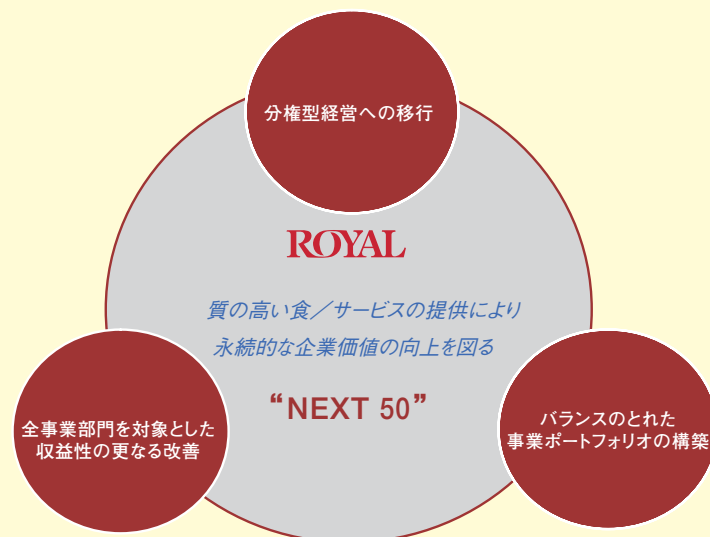 分権型経営への移行
ROYAL
質の高い食／サービスの提供により
永続的な企業価値の向上を図る
“NEXT 50”
全事業部門を対象とした
収益性の更なる改善
バランスのとれた
事業ポートフォリオの構築